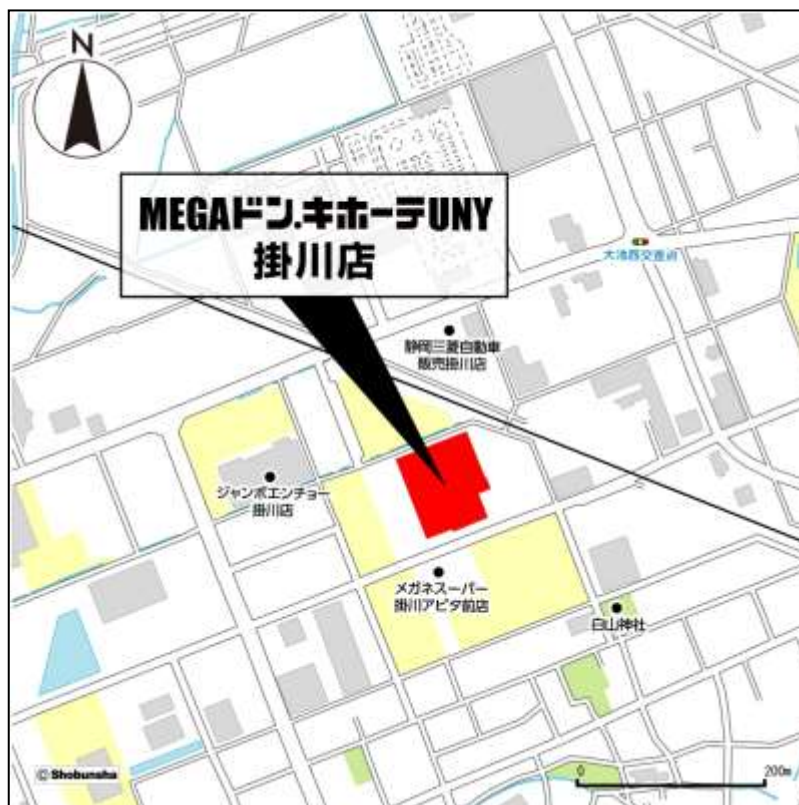 N
MEGAドン.キホーテUNY
掛川店
大池西交差点
静岡三菱自動車
販売掛川店
ジャンボエンチョー
掛川店
メガネスーパー
掛川アピタ前店
白山神社
© Shobunsha
0 200m